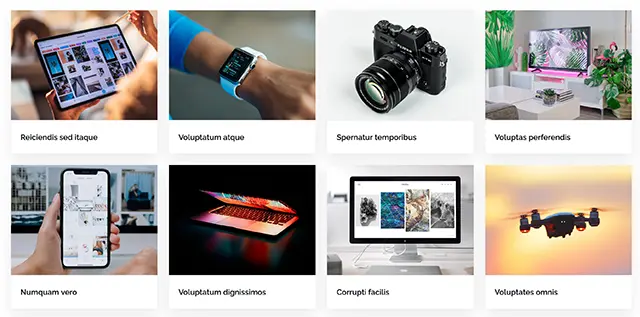 Reiciendis sed itaque
Voluptatum atque
Spernatur temporibus
Voluptas perferendis
Numquam vero
Voluptatum dignissimos
Corrupti facilis
Voluptates omnis